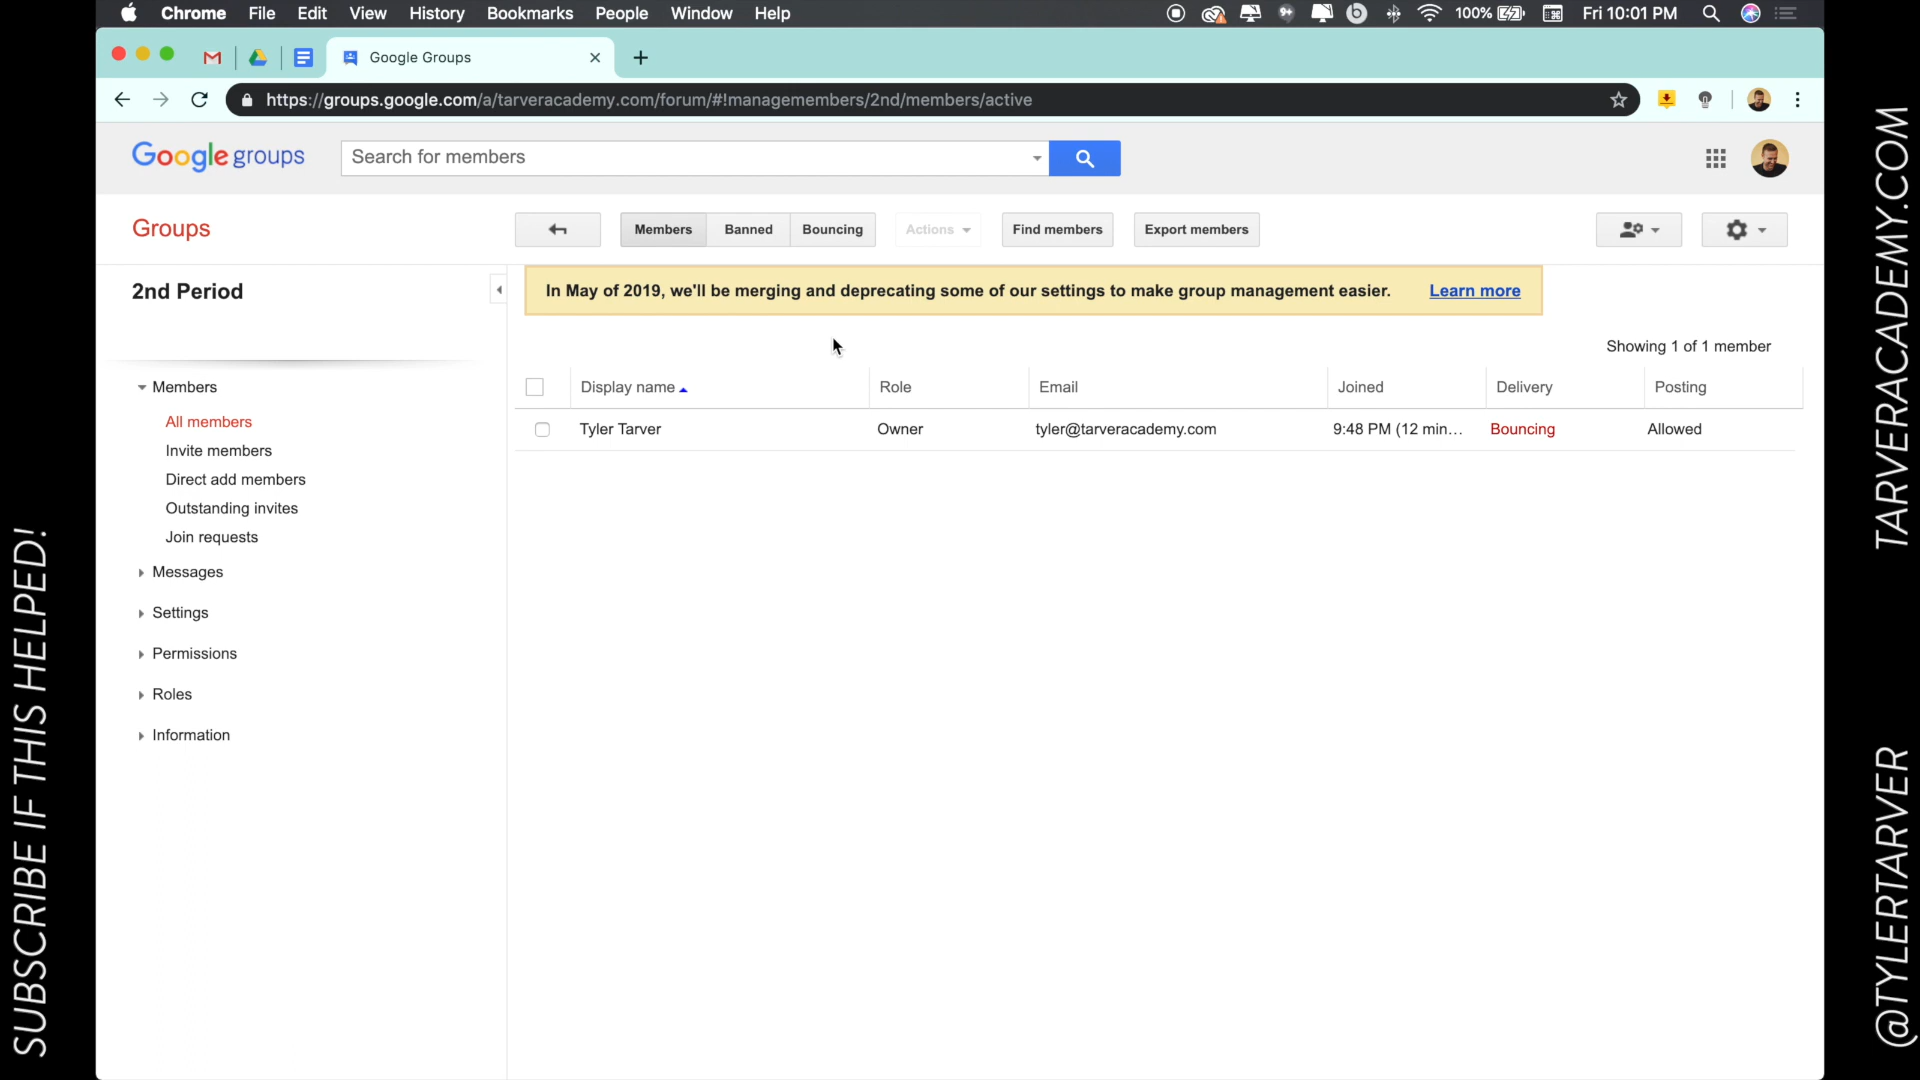 Chrome File Edit View History Bookmarks People Window Help 100% Fri 10:01 PM
Google Groups
https://groups.google.com/a/tarveracademy.com/forum/#!managemembers/2nd/members/active
Google groups
Search for members
Groups
Members Banned Bouncing Actions Find members Export members
2nd Period
In May of 2019, we'll be merging and deprecating some of our settings to make group management easier. Learn more
Showing 1 of 1 member
Display name Role Email Joined Delivery Posting
Tyler Tarver Owner tyler@tarveracademy.com 9:48 PM (12 min... Bouncing Allowed
Members
All members
Invite members
Direct add members
Outstanding invites
Join requests
Messages
Settings
Permissions
Roles
Information
SUBSCRIBE IF THIS HELPED!
TARVERACADEMY.COM
@TYLERTARVER